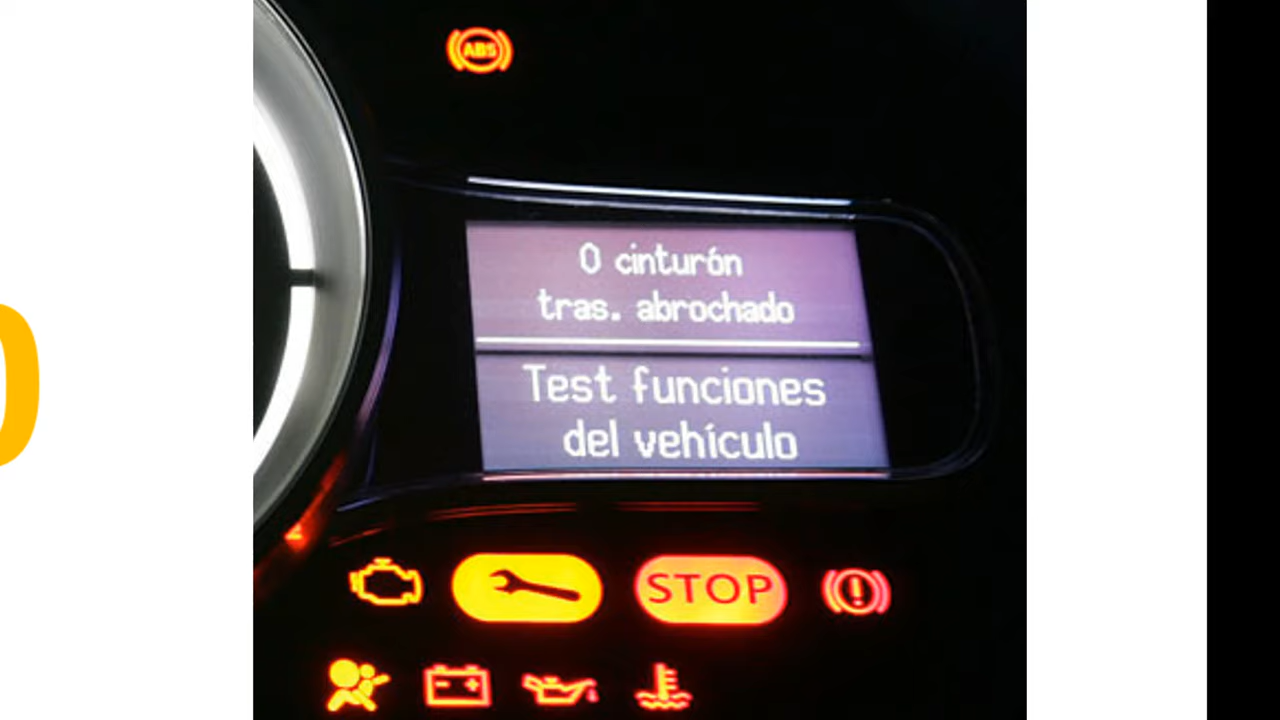 ABS
0 cinturón
tras. abrochado
Test funciones
del vehículo
STOP